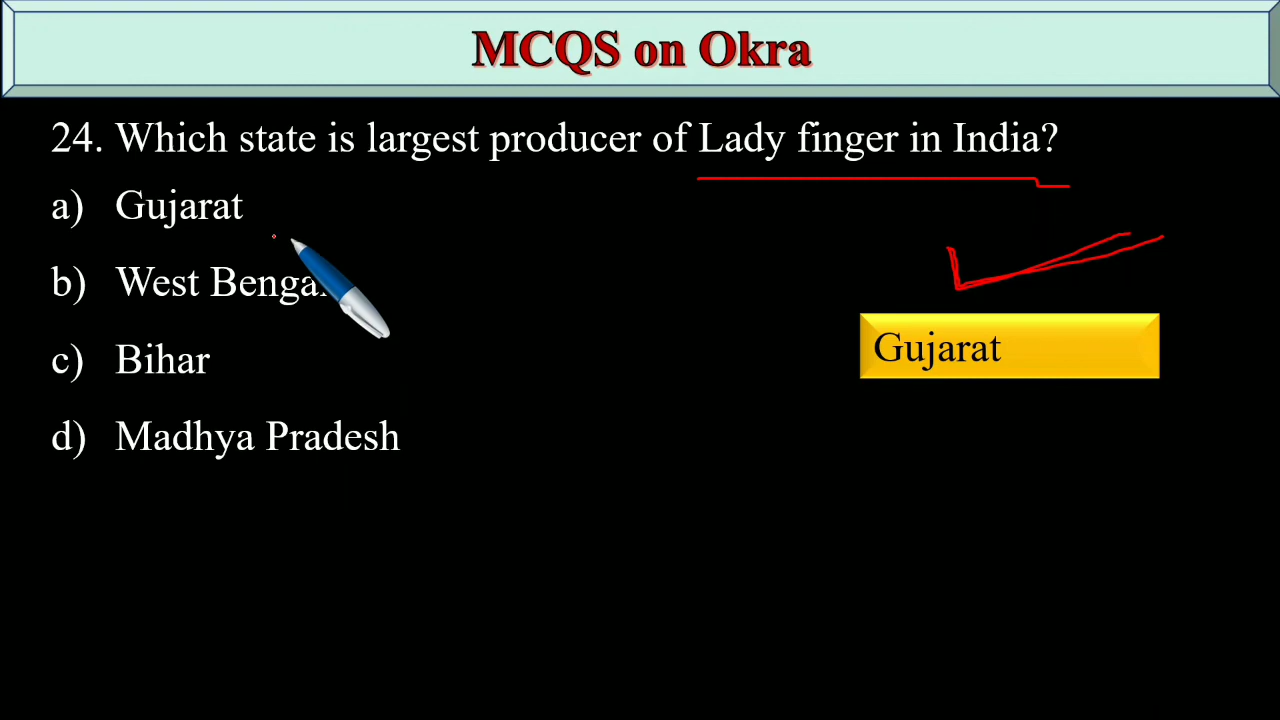 MCQS on Okra
24. Which state is largest producer of Lady finger in India?
a) Gujarat
b) West Bengal
c) Bihar
Gujarat
d) Madhya Pradesh